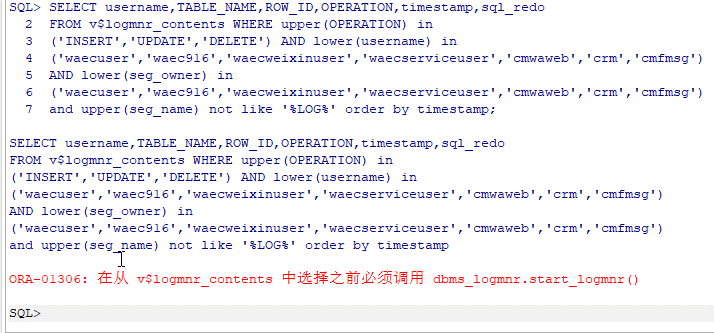 SQL> SELECT username,TABLE_NAME,ROW_ID,OPERATION,timestamp,sql_redo
2 FROM v$logmnr_contents WHERE upper(OPERATION) in
3 ('INSERT','UPDATE','DELETE') AND lower(username) in
4 ('waecuser','waec916','waecweixinuser','waecserviceuser','cmwaweb','crm','cmfmsg')
5 AND lower(seg_owner) in
6 ('waecuser','waec916','waecweixinuser','waecserviceuser','cmwaweb','crm','cmfmsg')
7 and upper(seg_name) not like '%LOG%' order by timestamp;
SELECT username,TABLE_NAME,ROW_ID,OPERATION,timestamp,sql_redo
FROM v$logmnr_contents WHERE upper(OPERATION) in
('INSERT','UPDATE','DELETE') AND lower(username) in
('waecuser','waec916','waecweixinuser','waecserviceuser','cmwaweb','crm','cmfmsg')
AND lower(seg_owner) in
('waecuser','waec916','waecweixinuser','waecserviceuser','cmwaweb','crm','cmfmsg')
and upper(seg_name) not like '%LOG%' order by timestamp
ORA-01306: 在从 v$logmnr_contents 中选择之前必须调用 dbms_logmnr.start_logmnr()
SQL>